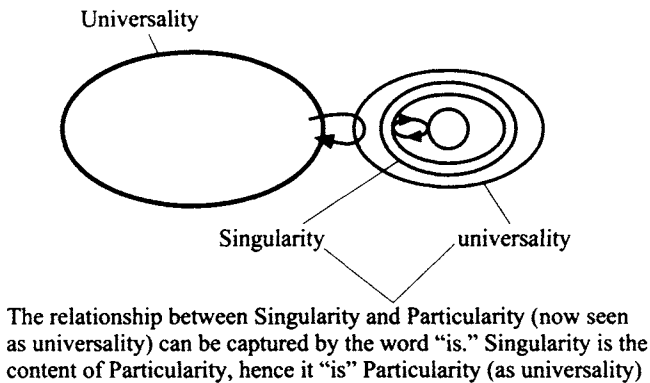 Universality
Singularity
universality
The relationship between Singularity and Particularity (now seen
as universality) can be captured by the word “is.” Singularity is the
content of Particularity, hence it “is” Particularity (as universality)